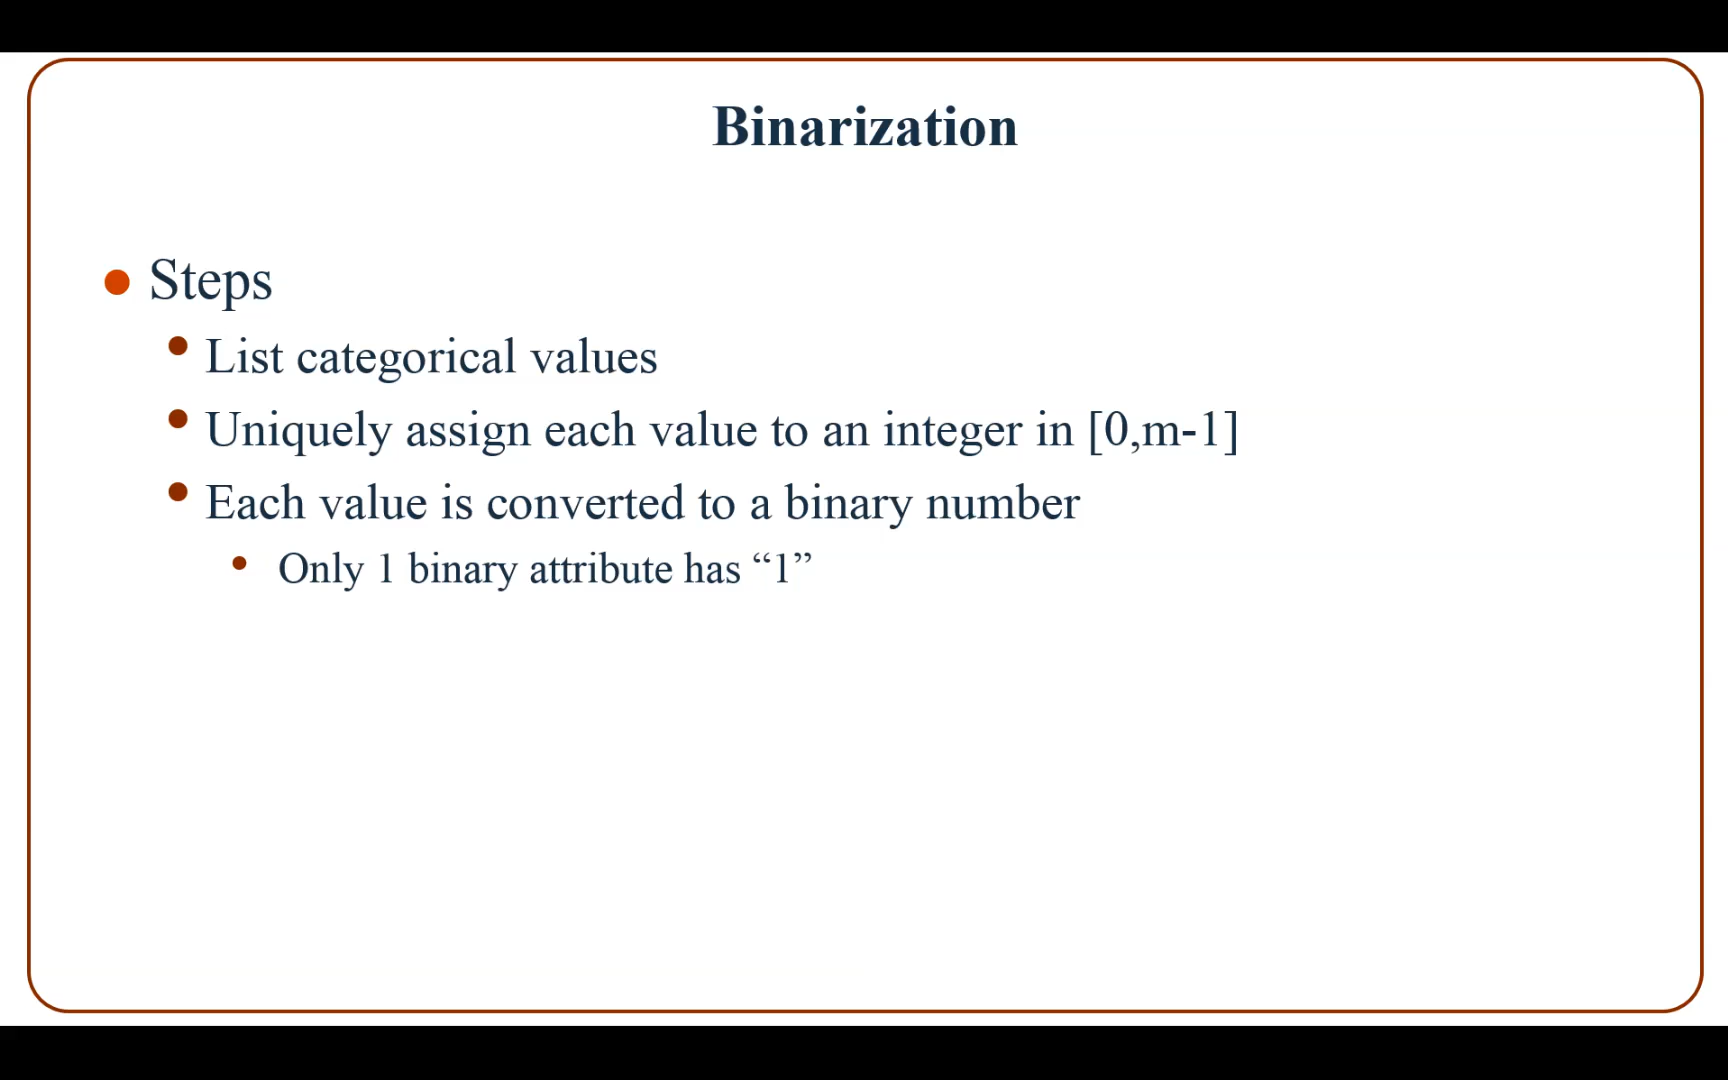 Binarization
Steps
List categorical values
Uniquely assign each value to an integer in [0,m-1]
Each value is converted to a binary number
Only 1 binary attribute has “1”